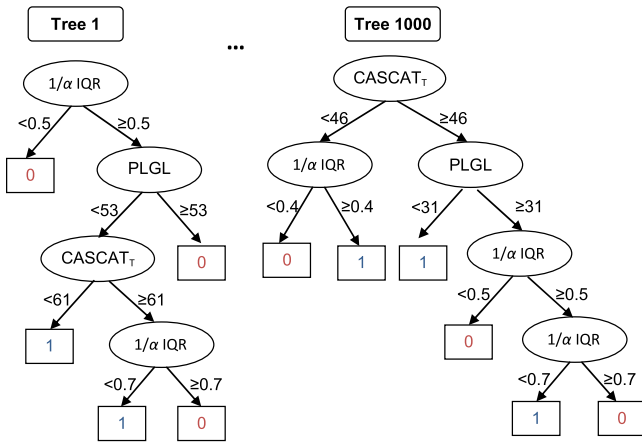 Tree 1
...
Tree 1000
1/α IQR
CASCAT_T
<0.5
≥0.5
<46
≥46
0
PLGL
1/α IQR
PLGL
<53
≥53
<0.4
≥0.4
<31
≥31
CASCAT_T
0
0
1
1
1/α IQR
<61
≥61
<0.5
≥0.5
1
1/α IQR
0
1/α IQR
<0.7
≥0.7
<0.7
≥0.7
1
0
1
0